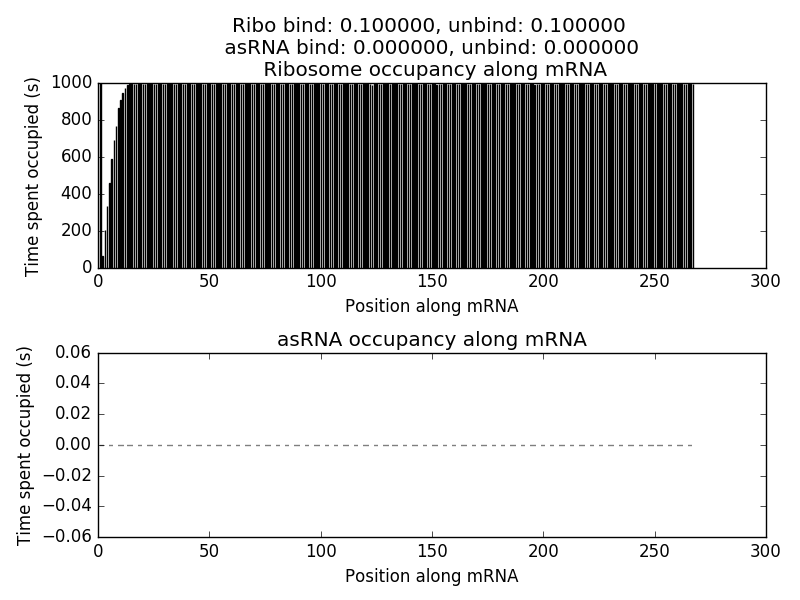 Ribo bind: 0.100000, unbind: 0.100000
asRNA bind: 0.000000, unbind: 0.000000
Ribosome occupancy along mRNA
Time spent occupied (s)
1000
800
600
400
200
0
0 50 100 150 200 250 300
Position along mRNA
asRNA occupancy along mRNA
Time spent occupied (s)
0.06
0.04
0.02
0.00
−0.02
−0.04
−0.06
0 50 100 150 200 250 300
Position along mRNA